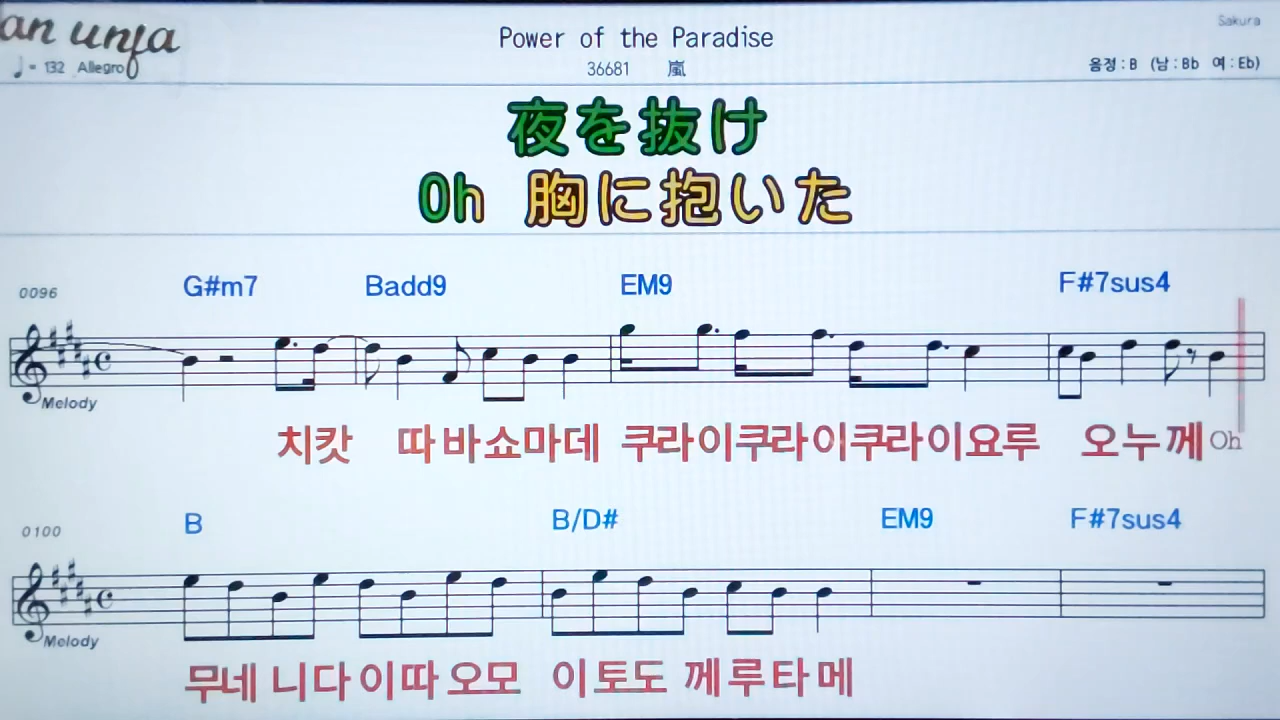 an unja
Sakura
Power of the Paradise
♩= 132 Allegro
36681 嵐
음정 : B (남 : Bb 여 : Eb)
夜を抜け
Oh 胸に抱いた
0096 G#m7 Badd9 EM9 F#7sus4
Melody
치캇 따바쇼마데 쿠라이쿠라이쿠라이요루 오누께 Oh
0100 B B/D# EM9 F#7sus4
Melody
무네 니다이따오모 이토도 께루타메